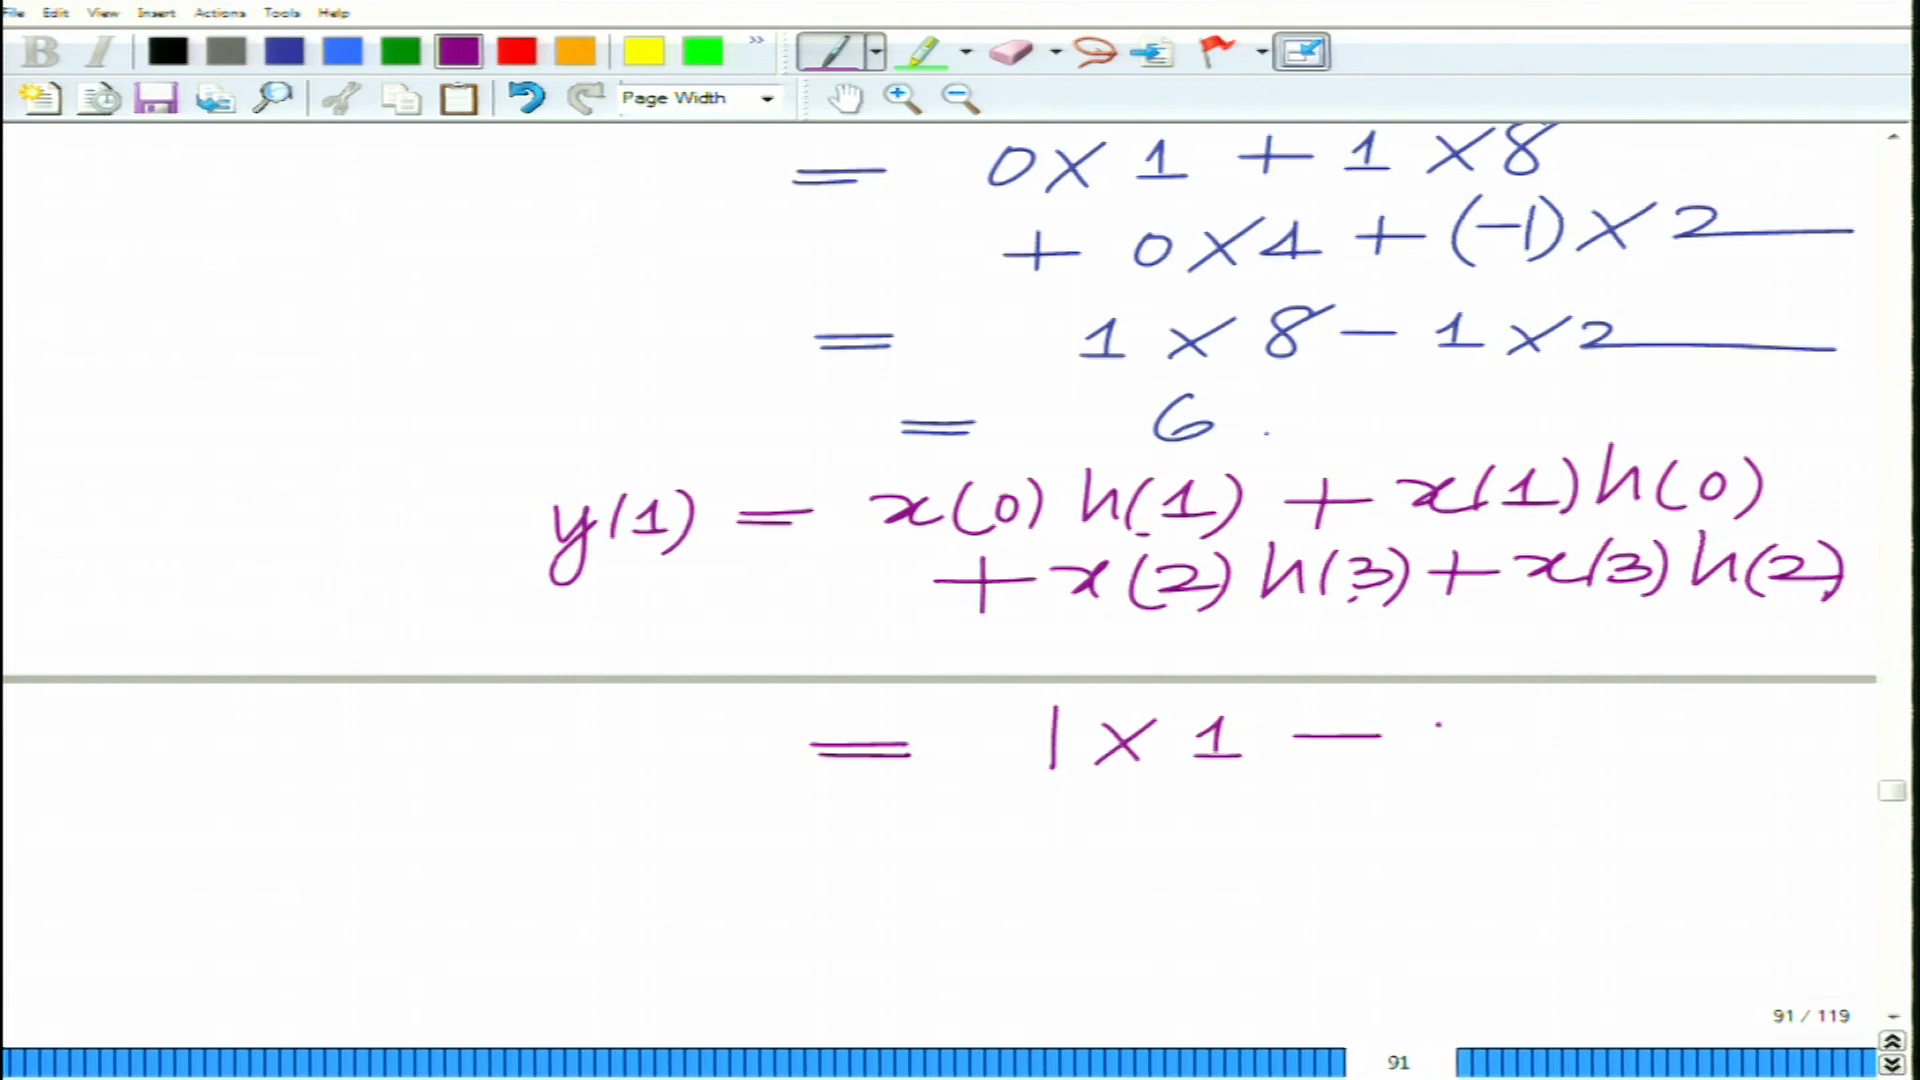 File Edit View Insert Actions Tools Help
B I
Page Width
= 0 × 1 + 1 × 8
+ 0 × 4 + (-1) × 2
= 1 × 8 - 1 × 2
= 6 .
y(1) = x(0) h(1) + x(1) h(0)
+ x(2) h(3) + x(3) h(2)
= 1 × 1 -
91 / 119
91